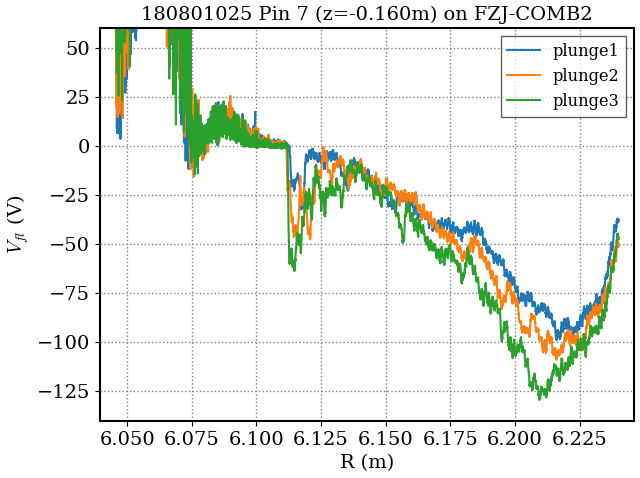 180801025 Pin 7 (z=-0.160m) on FZJ-COMB2
plunge1
plunge2
plunge3
50
25
0
−25
−50
−75
−100
−125
V_fl (V)
6.050 6.075 6.100 6.125 6.150 6.175 6.200 6.225
R (m)